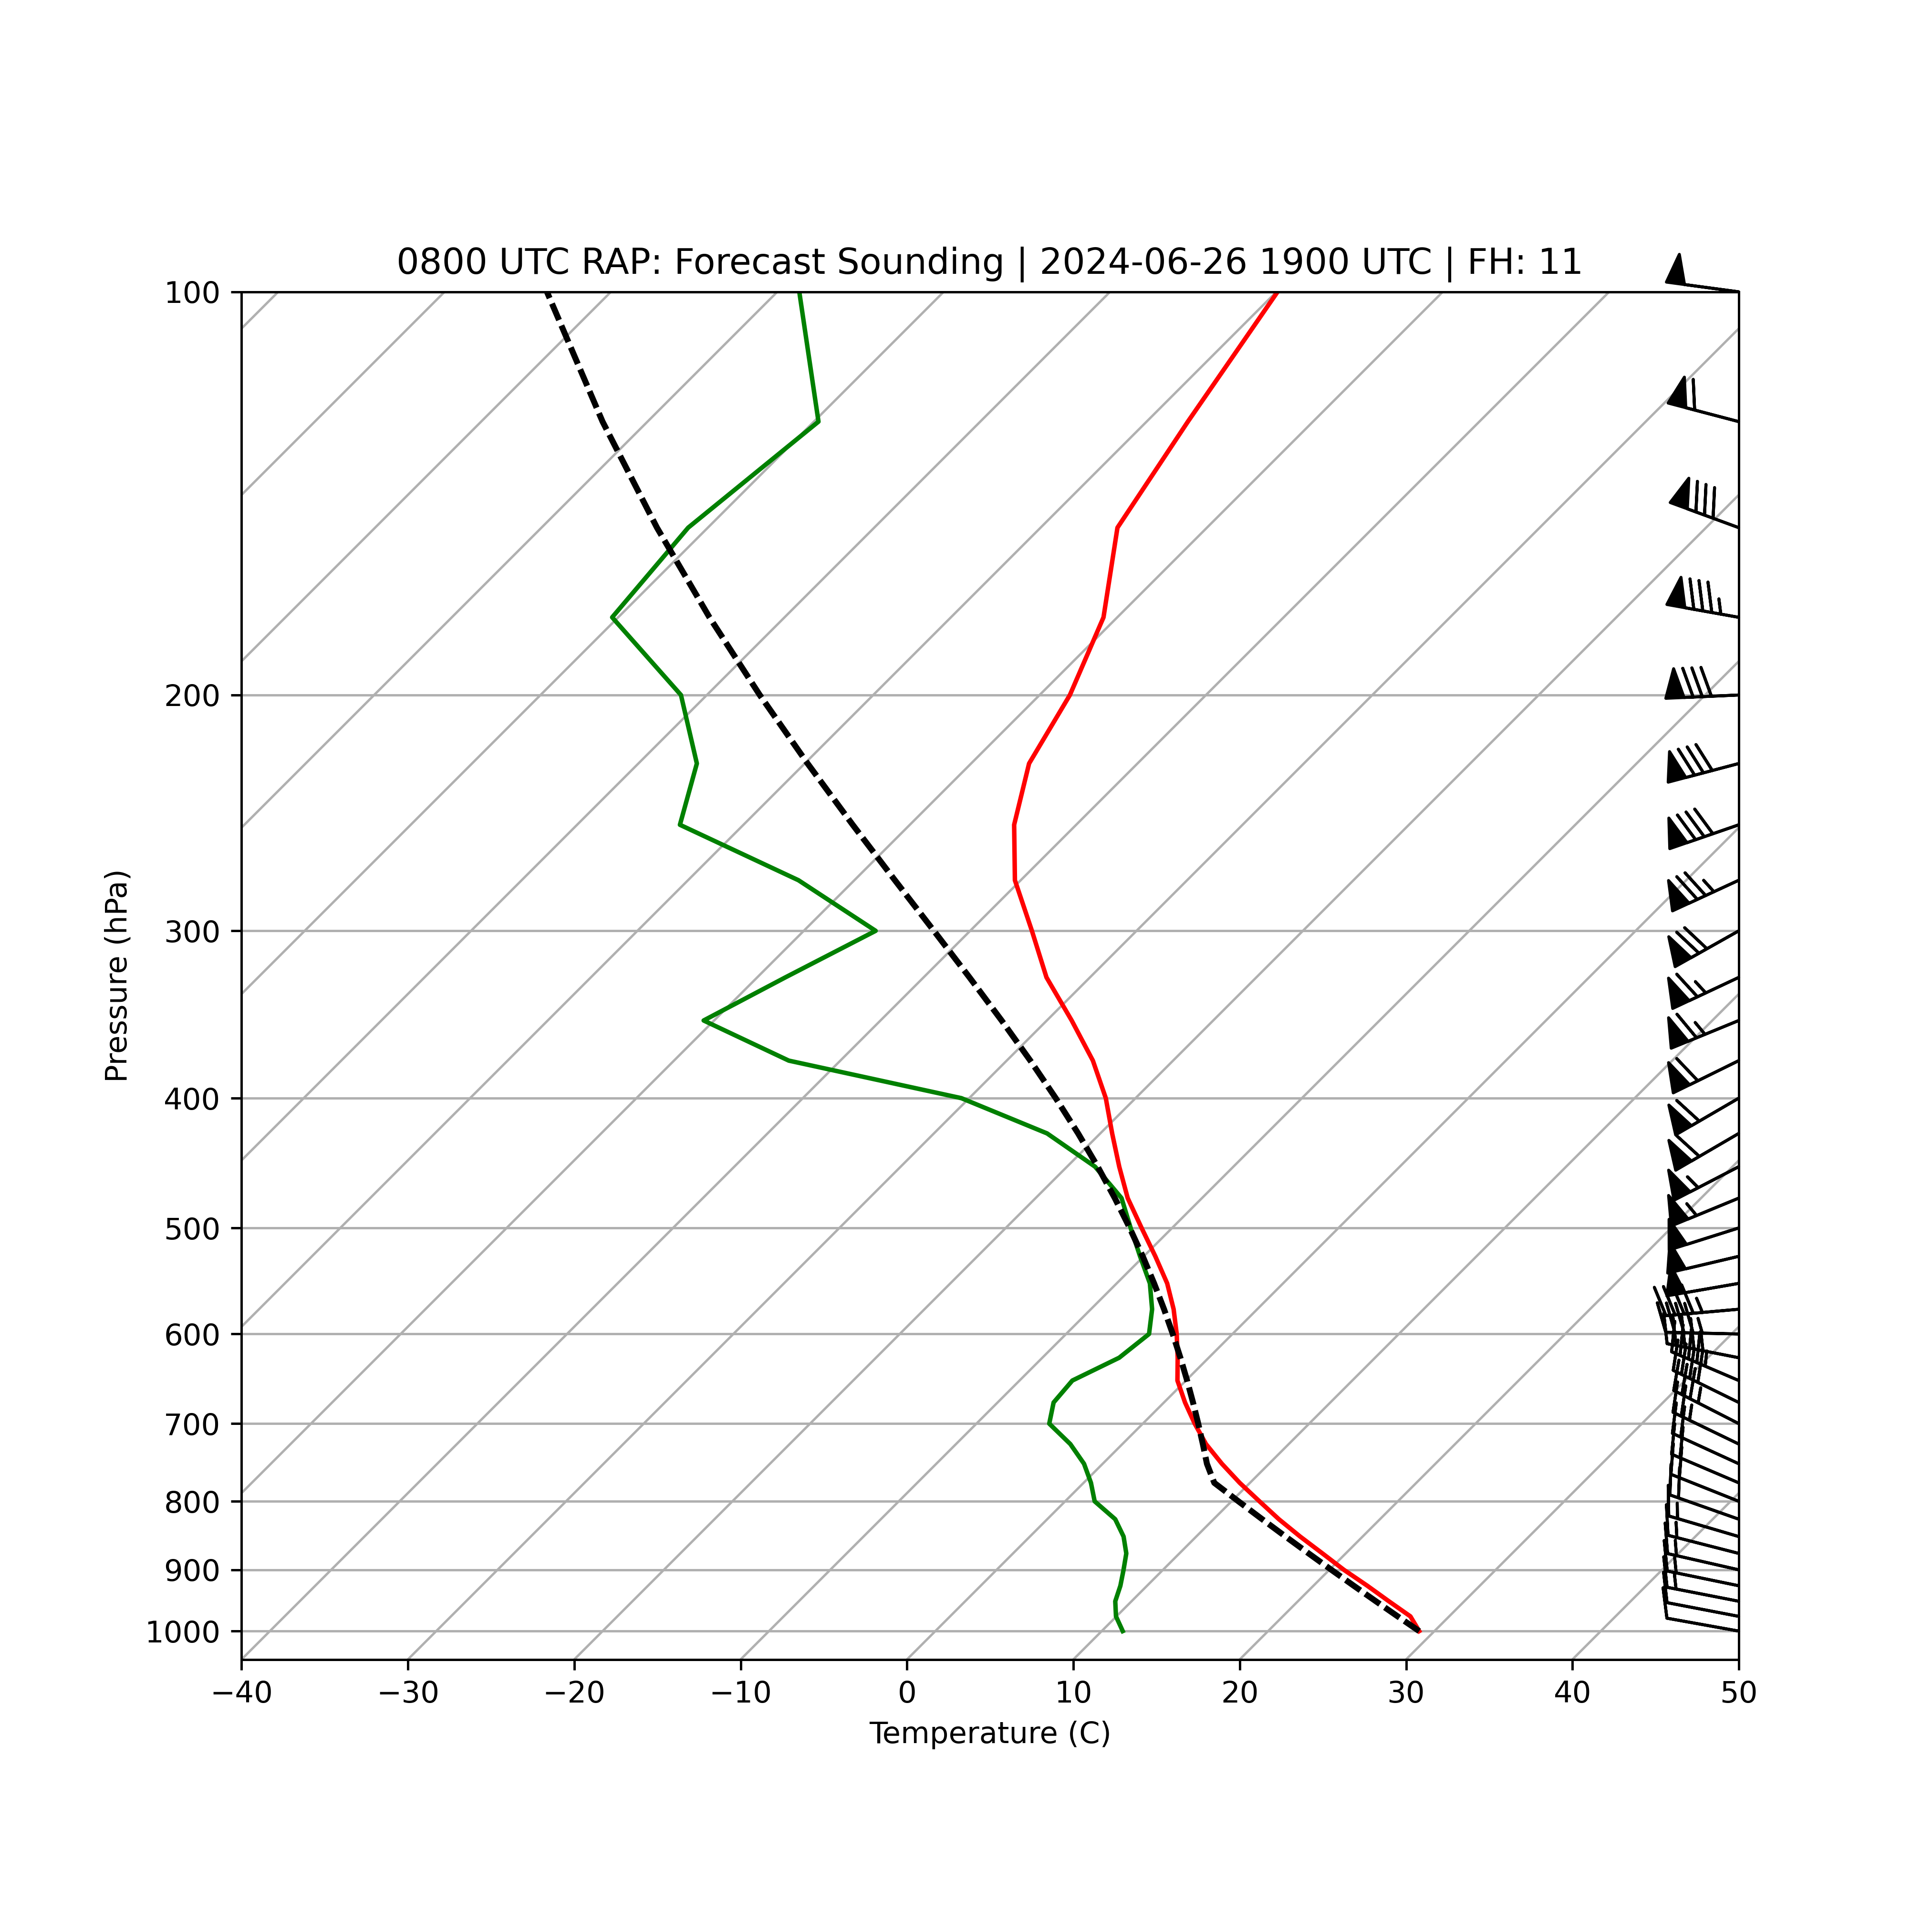 0800 UTC RAP: Forecast Sounding | 2024-06-26 1900 UTC | FH: 11
100
200
300
400
500
600
700
800
900
1000
Pressure (hPa)
−40 −30 −20 −10 0 10 20 30 40 50
Temperature (C)